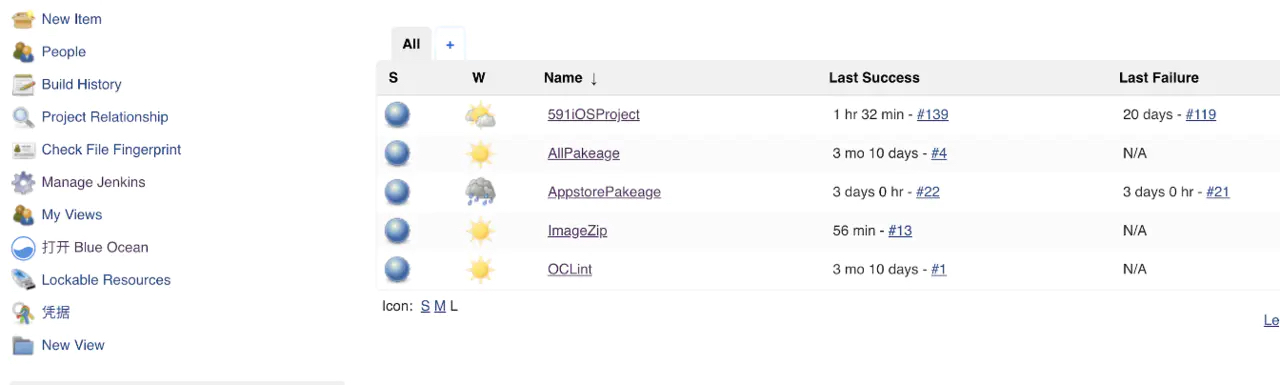 New Item
People
Build History
Project Relationship
Check File Fingerprint
Manage Jenkins
My Views
打开 Blue Ocean
Lockable Resources
凭据
New View
All +
S W Name ↓ Last Success Last Failure
591iOSProject 1 hr 32 min - #139 20 days - #119
AllPakeage 3 mo 10 days - #4 N/A
AppstorePakeage 3 days 0 hr - #22 3 days 0 hr - #21
ImageZip 56 min - #13 N/A
OCLint 3 mo 10 days - #1 N/A
Icon: S M L
Le